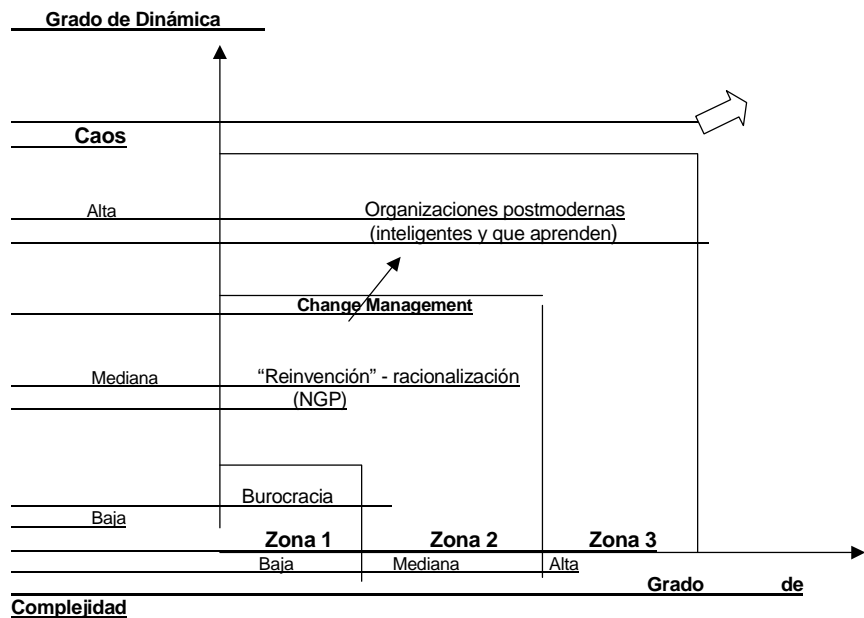 Grado de Dinámica
Caos
Alta
Organizaciones postmodernas
(inteligentes y que aprenden)
Change Management
Mediana
“Reinvención” - racionalización
(NGP)
Burocracia
Baja
Zona 1 Zona 2 Zona 3
Baja Mediana Alta
Grado de
Complejidad